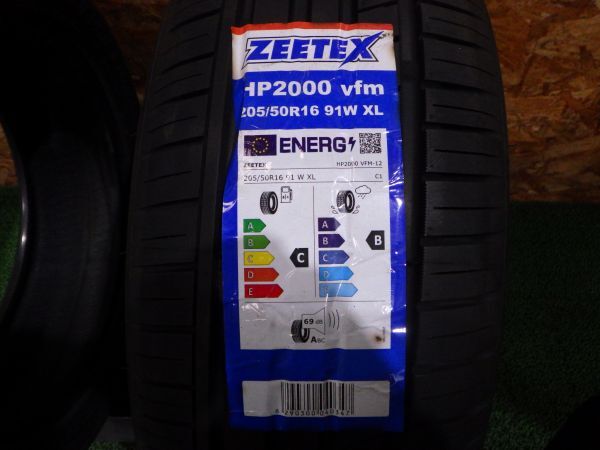 ZEETEX
HP2000 vfm
205/50R16 91W XL
ENERG
ZEETEX
HP2000 VFM-12
205/50R16 91 W XL
C1
A
B
C
D
E
C
A
B
C
D
B
69 dB
ABC
6290300040347